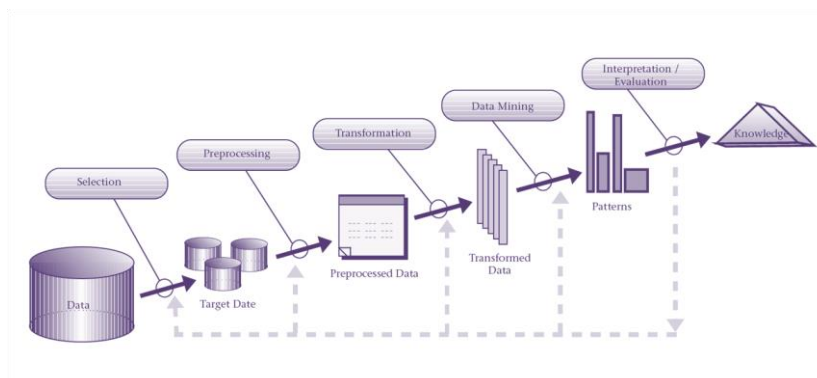 Interpretation /
Evaluation
Data Mining
Knowledge
Transformation
Preprocessing
Patterns
Selection
Transformed
Data
Preprocessed Data
Target Date
Data